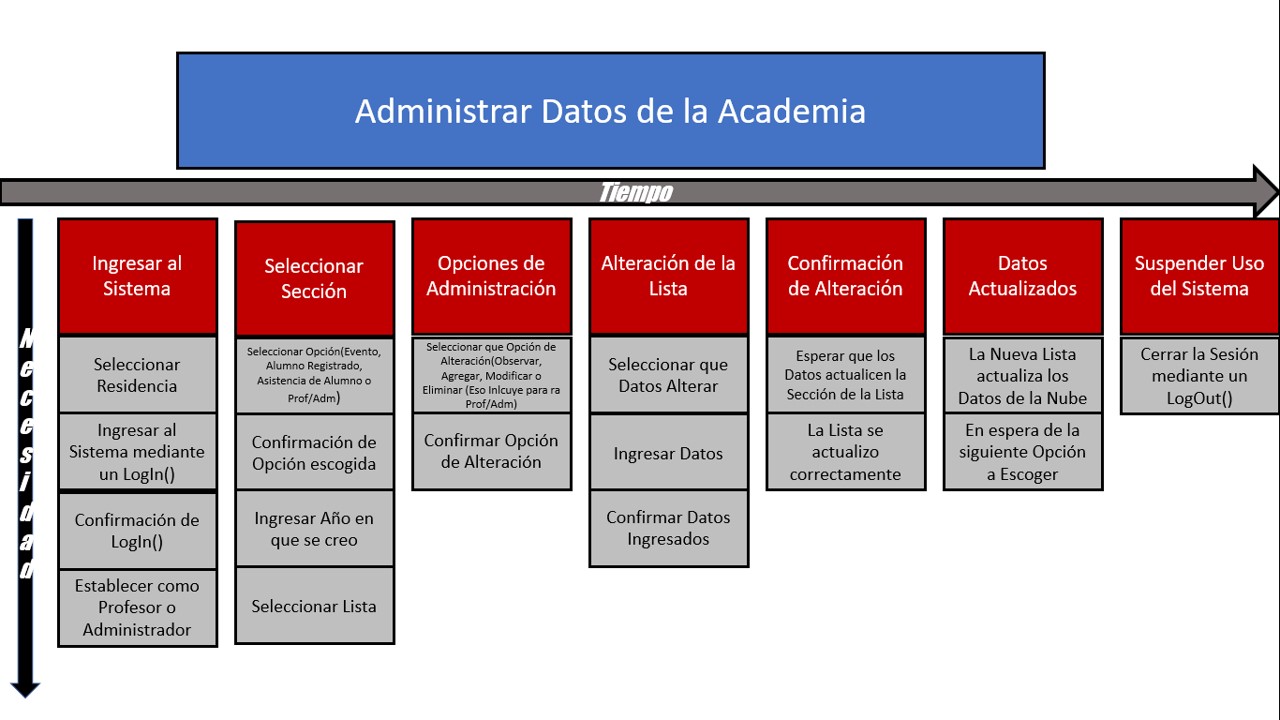 Administrar Datos de la Academia
Tiempo
Necesidad
Ingresar al
Sistema
Seleccionar
Residencia
Ingresar al
Sistema mediante
un LogIn()
Confirmación de
LogIn()
Establecer como
Profesor o
Administrador
Seleccionar
Sección
Seleccionar Opción(Evento,
Alumno Registrado,
Asistencia de Alumno o
Prof/Adm)
Confirmación de
Opción escogida
Ingresar Año en
que se creo
Seleccionar Lista
Opciones de
Administración
Seleccionar que Opción de
Alteración(Observar,
Agregar, Modificar o
Eliminar (Eso Inlcuye para ra
Prof/Adm)
Confirmar Opción
de Alteración
Alteración de la
Lista
Seleccionar que
Datos Alterar
Ingresar Datos
Confirmar Datos
Ingresados
Confirmación
de Alteración
Esperar que los
Datos actualicen la
Sección de la Lista
La Lista se
actualizo
correctamente
Datos
Actualizados
La Nueva Lista
actualiza los
Datos de la Nube
En espera de la
siguiente Opción
a Escoger
Suspender Uso
del Sistema
Cerrar la Sesión
mediante un
LogOut()